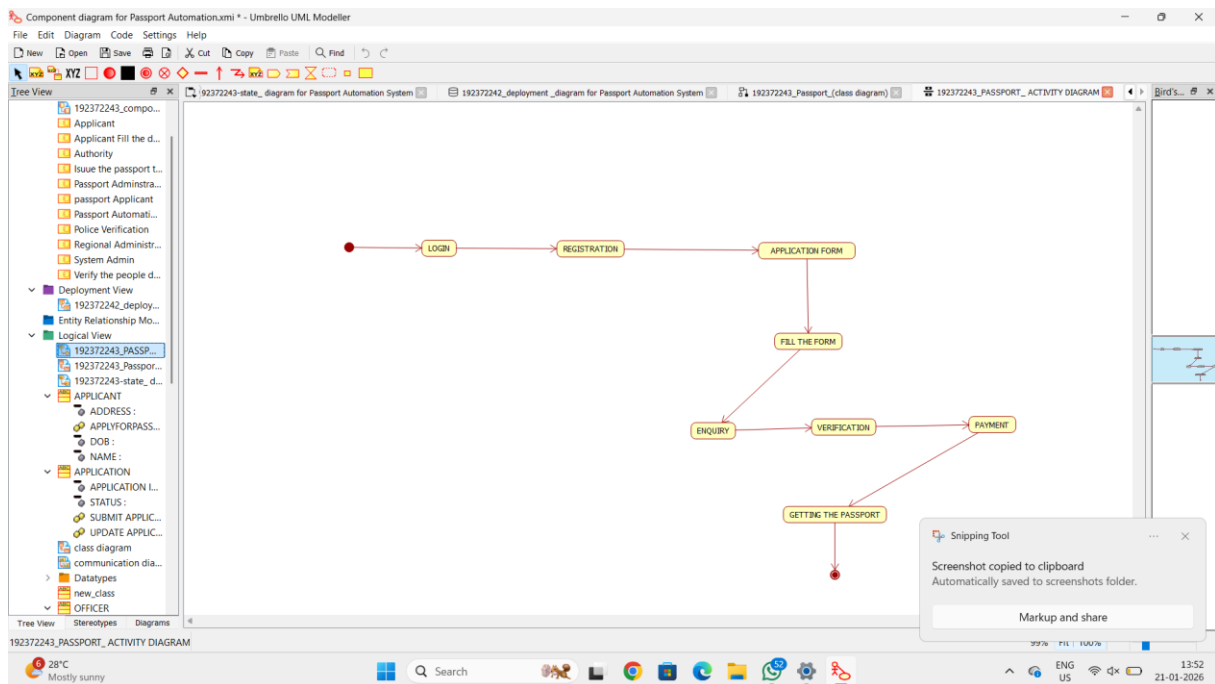 Component diagram for Passport Automation.xmi * - Umbrello UML Modeller
File Edit Diagram Code Settings Help
New Open Save Cut Copy Paste Find
XYZ XYZ XYZ XYZ
Tree View
192372243-state_ diagram for Passport Automation System 192372242_deployment _diagram for Passport Automation System 192372243_Passport_(class diagram) 192372243_PASSPORT_ ACTIVITY DIAGRAM
Bird's...
192372243_compo...
Applicant
Applicant Fill the d...
Authority
Isuue the passport t...
Passport Adminstra...
passport Applicant
Passport Automati...
Police Verification
Regional Administr...
System Admin
Verify the people d...
Deployment View
192372242_deploy...
Entity Relationship Mo...
Logical View
192372243_PASSP...
192372243_Passpor...
192372243-state_ d...
APPLICANT
ADDRESS :
APPLYFORPASS...
DOB :
NAME :
APPLICATION
APPLICATION I...
STATUS :
SUBMIT APPLIC...
UPDATE APPLIC...
class diagram
communication dia...
Datatypes
new_class
OFFICER
Tree View Stereotypes Diagrams
LOGIN
REGISTRATION
APPLICATION FORM
FILL THE FORM
ENQUIRY
VERIFICATION
PAYMENT
GETTING THE PASSPORT
Snipping Tool
Screenshot copied to clipboard
Automatically saved to screenshots folder.
Markup and share
192372243_PASSPORT_ ACTIVITY DIAGRAM
99% Fit 100%
6
28°C
Mostly sunny
Search
52
ENG
US
13:52
21-01-2026